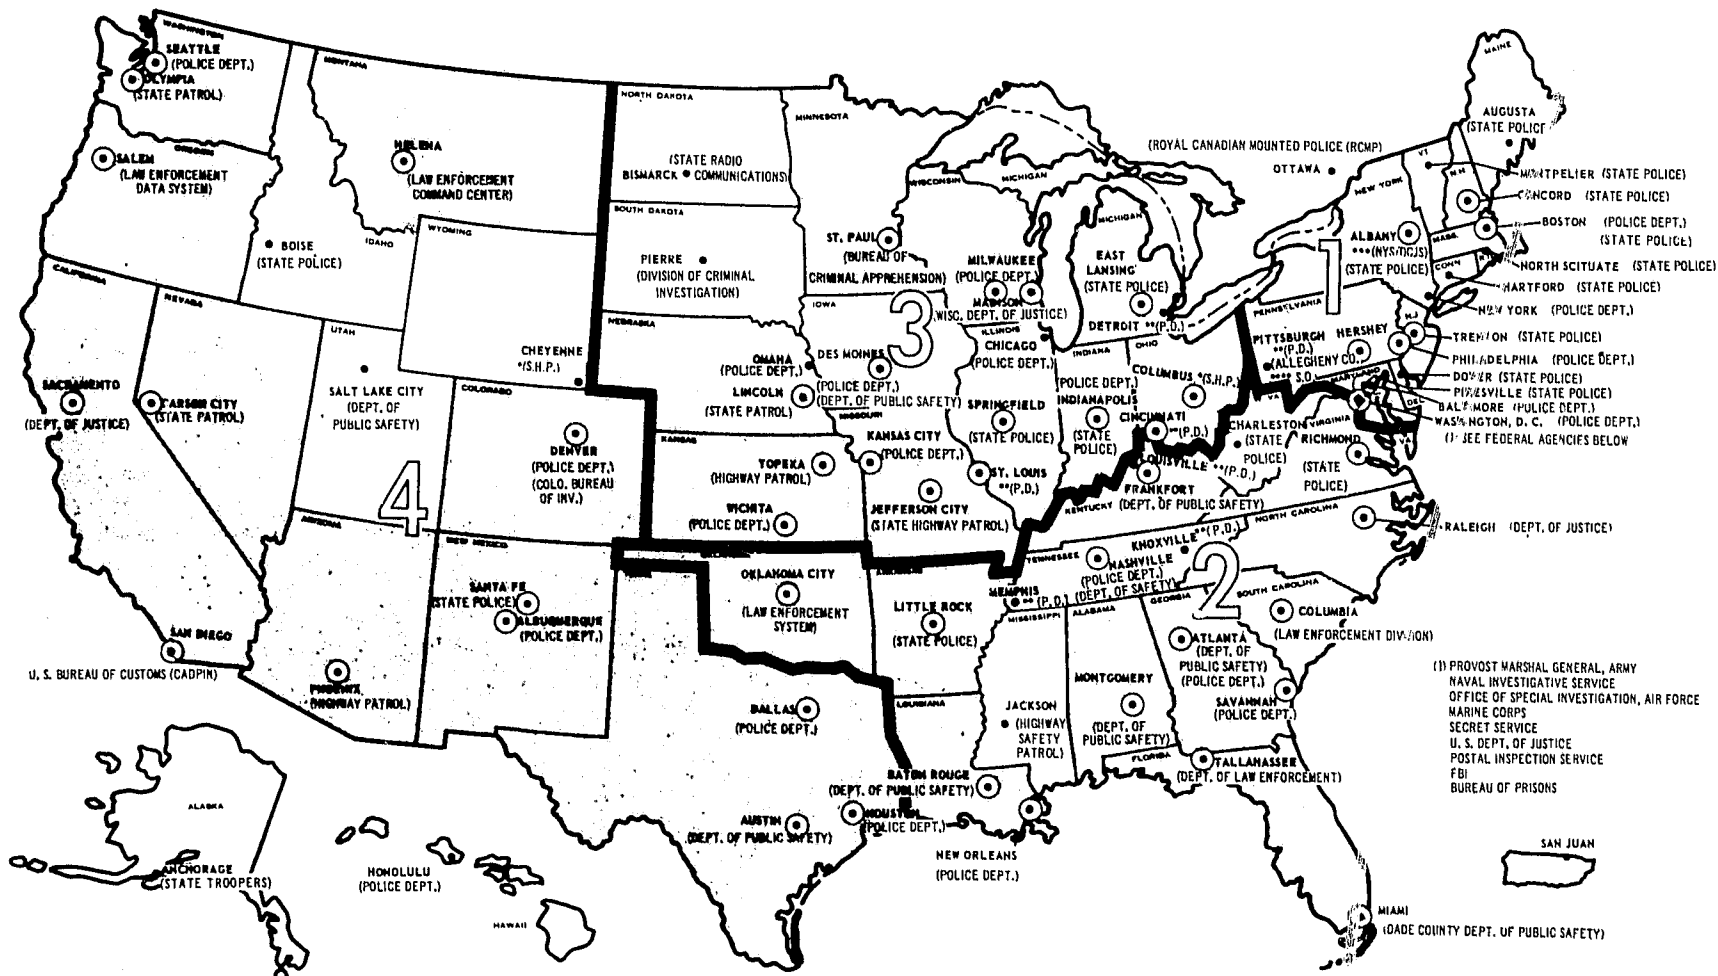 WASHINGTON
SEATTLE
(POLICE DEPT.)
OLYMPIA
(STATE PATROL)
OREGON
SALEM
(LAW ENFORCEMENT
DATA SYSTEM)
MONTANA
HELENA
(LAW ENFORCEMENT
COMMAND CENTER)
IDAHO
BOISE
(STATE POLICE)
WYOMING
CHEYENNE
*(S.H.P.)
CALIFORNIA
SACRAMENTO
(DEPT. OF JUSTICE)
SAN DIEGO
U. S. BUREAU OF CUSTOMS (CADPIN)
NEVADA
CARSON CITY
(STATE PATROL)
UTAH
SALT LAKE CITY
(DEPT. OF
PUBLIC SAFETY)
COLORADO
DENVER
(POLICE DEPT.)
(COLO. BUREAU
OF INV.)
4
ARIZONA
PHOENIX
(HIGHWAY PATROL)
NEW MEXICO
SANTA FE
(STATE POLICE)
ALBUQUERQUE
(POLICE DEPT.)
DALLAS
(POLICE DEPT.)
AUSTIN
(DEPT. OF PUBLIC SAFETY)
HOUSTON
(POLICE DEPT.)
ALASKA
ANCHORAGE
(STATE TROOPERS)
HONOLULU
(POLICE DEPT.)
HAWAII
NORTH DAKOTA
(STATE RADIO
BISMARCK COMMUNICATIONS)
SOUTH DAKOTA
PIERRE
(DIVISION OF CRIMINAL
INVESTIGATION)
NEBRASKA
OMAHA
(POLICE DEPT.)
LINCOLN
(STATE PATROL)
KANSAS
TOPEKA
(HIGHWAY PATROL)
WICHITA
(POLICE DEPT.)
OKLAHOMA
OKLAHOMA CITY
(LAW ENFORCEMENT
SYSTEM)
MINNESOTA
ST. PAUL
(BUREAU OF
CRIMINAL APPREHENSION)
IOWA
DES MOINES
(POLICE DEPT.)
(DEPT. OF PUBLIC SAFETY)
3
MISSOURI
KANSAS CITY
(POLICE DEPT.)
JEFFERSON CITY
(STATE HIGHWAY PATROL)
ST. LOUIS
**(P.D.)
WISCONSIN
MILWAUKEE
(POLICE DEPT.)
MADISON
(WISC. DEPT. OF JUSTICE)
ILLINOIS
CHICAGO
(POLICE DEPT.)
SPRINGFIELD
(STATE POLICE)
MICHIGAN
MICHIGAN
EAST
LANSING
(STATE POLICE)
DETROIT **(P.D.)
INDIANA
(POLICE DEPT.)
INDIANAPOLIS
(STATE
POLICE)
OHIO
COLUMBUS *(S.H.P.)
CINCINNATI
**(P.D.)
ARKANSAS
LITTLE ROCK
(STATE POLICE)
LOUISIANA
BATON ROUGE
(DEPT. OF PUBLIC SAFETY)
NEW ORLEANS
(POLICE DEPT.)
MISSISSIPPI
JACKSON
(HIGHWAY
SAFETY
PATROL)
ALABAMA
MONTGOMERY
(DEPT. OF
PUBLIC SAFETY)
KENTUCKY
LOUISVILLE **(P.D.)
FRANKFORT
(DEPT. OF PUBLIC SAFETY)
TENNESSEE
KNOXVILLE **(P.D.)
NASHVILLE
(POLICE DEPT.)
(DEPT. OF SAFETY)
MEMPHIS
**(P.D.)
2
GEORGIA
ATLANTA
(DEPT. OF
PUBLIC SAFETY)
(POLICE DEPT.)
SAVANNAH
(POLICE DEPT.)
FLORIDA
TALLAHASSEE
(DEPT. OF LAW ENFORCEMENT)
MIAMI
(DADE COUNTY DEPT. OF PUBLIC SAFETY)
SOUTH CAROLINA
COLUMBIA
(LAW ENFORCEMENT DIVISION)
NORTH CAROLINA
RALEIGH (DEPT. OF JUSTICE)
VIRGINIA
RICHMOND
(STATE
POLICE)
W. VA.
CHARLESTON
(STATE
POLICE)
1
PENNSYLVANIA
PITTSBURGH
**(P.D.)
(ALLEGHENY CO.
**** S.O.)
HERSHEY
MARYLAND
DEL
VA.
NEW YORK
ALBANY
***(NYS/DCJS)
(STATE POLICE)
(ROYAL CANADIAN MOUNTED POLICE (RCMP)
OTTAWA
MAINE
AUGUSTA
(STATE POLICE
VT
N.H
MASS.
CONN
R.I.
N.J.
MONTPELIER (STATE POLICE)
CONCORD (STATE POLICE)
BOSTON (POLICE DEPT.)
(STATE POLICE)
NORTH SCITUATE (STATE POLICE)
HARTFORD (STATE POLICE)
NEW YORK (POLICE DEPT.)
TRENTON (STATE POLICE)
PHILADELPHIA (POLICE DEPT.)
DOVER (STATE POLICE)
PIKESVILLE (STATE POLICE)
BALTIMORE (POLICE DEPT.)
WASHINGTON, D. C. (POLICE DEPT.)
(1) SEE FEDERAL AGENCIES BELOW
(1) PROVOST MARSHAL GENERAL, ARMY
NAVAL INVESTIGATIVE SERVICE
OFFICE OF SPECIAL INVESTIGATION, AIR FORCE
MARINE CORPS
SECRET SERVICE
U. S. DEPT. OF JUSTICE
POSTAL INSPECTION SERVICE
FBI
BUREAU OF PRISONS
SAN JUAN